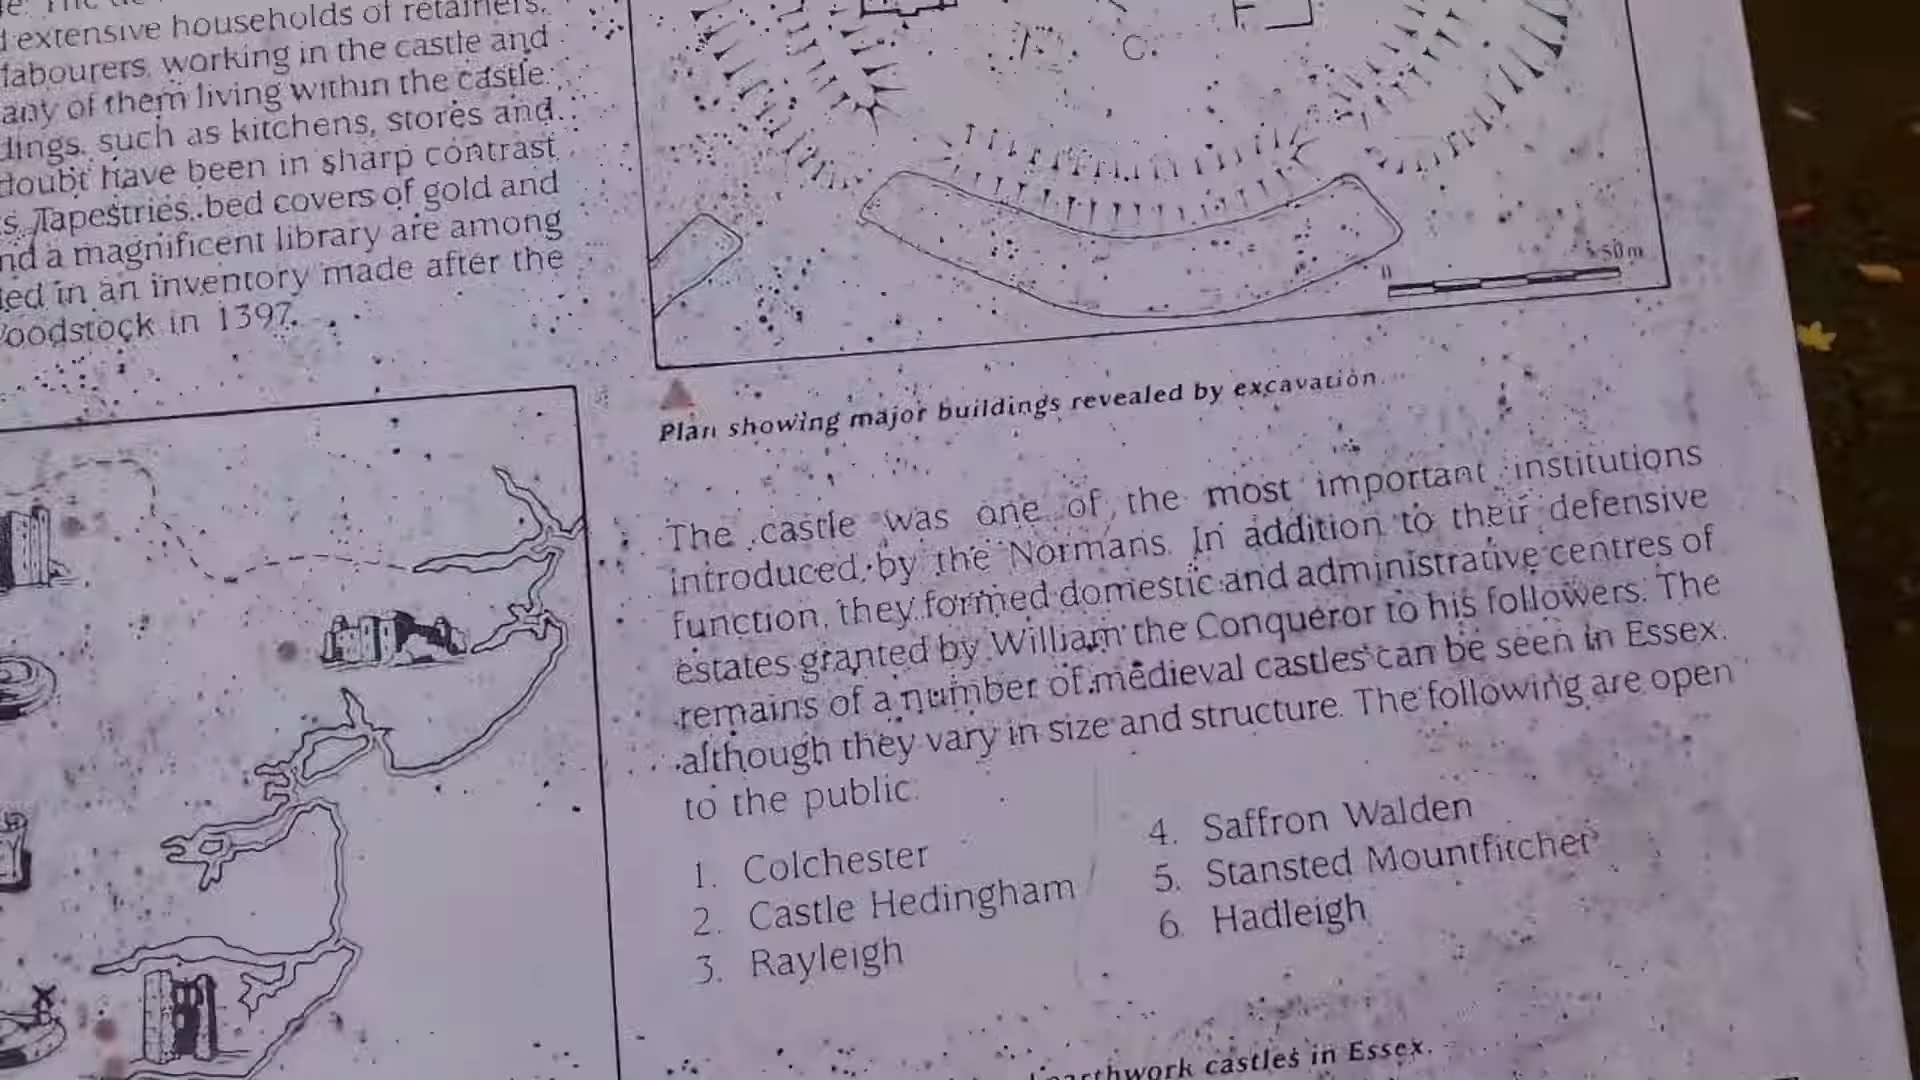 extensive households of retainers,
labourers, working in the castle and
any of them living within the castle.
dings, such as kitchens, stores and
doubt have been in sharp contrast
s. Tapestries, bed covers of gold and
nd a magnificent library are among
ed in an inventory made after the
oodstock in 1397.
C
0 50m
Plan showing major buildings revealed by excavation.
The castle was one of the most important institutions
introduced by the Normans. In addition to their defensive
function, they formed domestic and administrative centres of
estates granted by William the Conqueror to his followers. The
remains of a number of medieval castles can be seen in Essex.
although they vary in size and structure. The following are open
to the public.
1. Colchester
2. Castle Hedingham
3. Rayleigh
4. Saffron Walden
5. Stansted Mountfitchet
6. Hadleigh
earthwork castles in Essex.